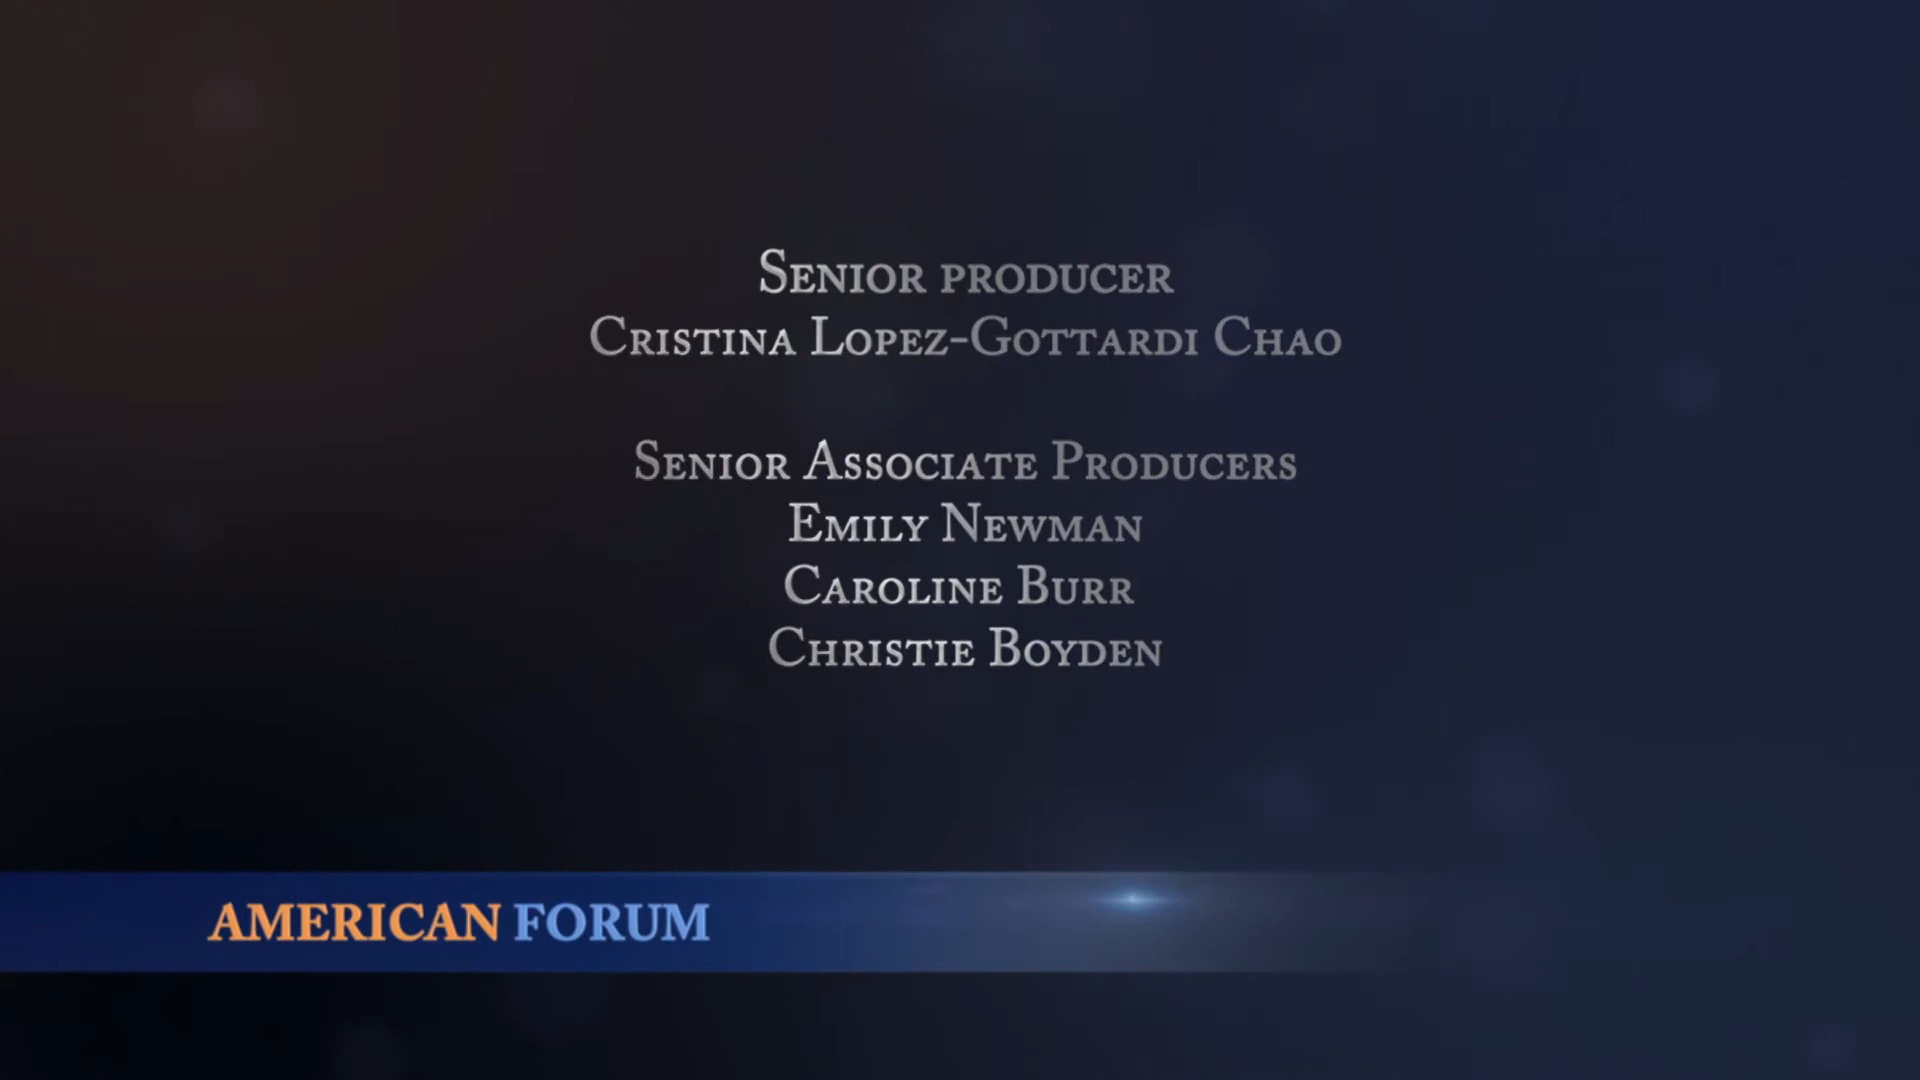 Senior producer
Cristina Lopez-Gottardi Chao
Senior Associate Producers
Emily Newman
Caroline Burr
Christie Boyden
AMERICAN FORUM